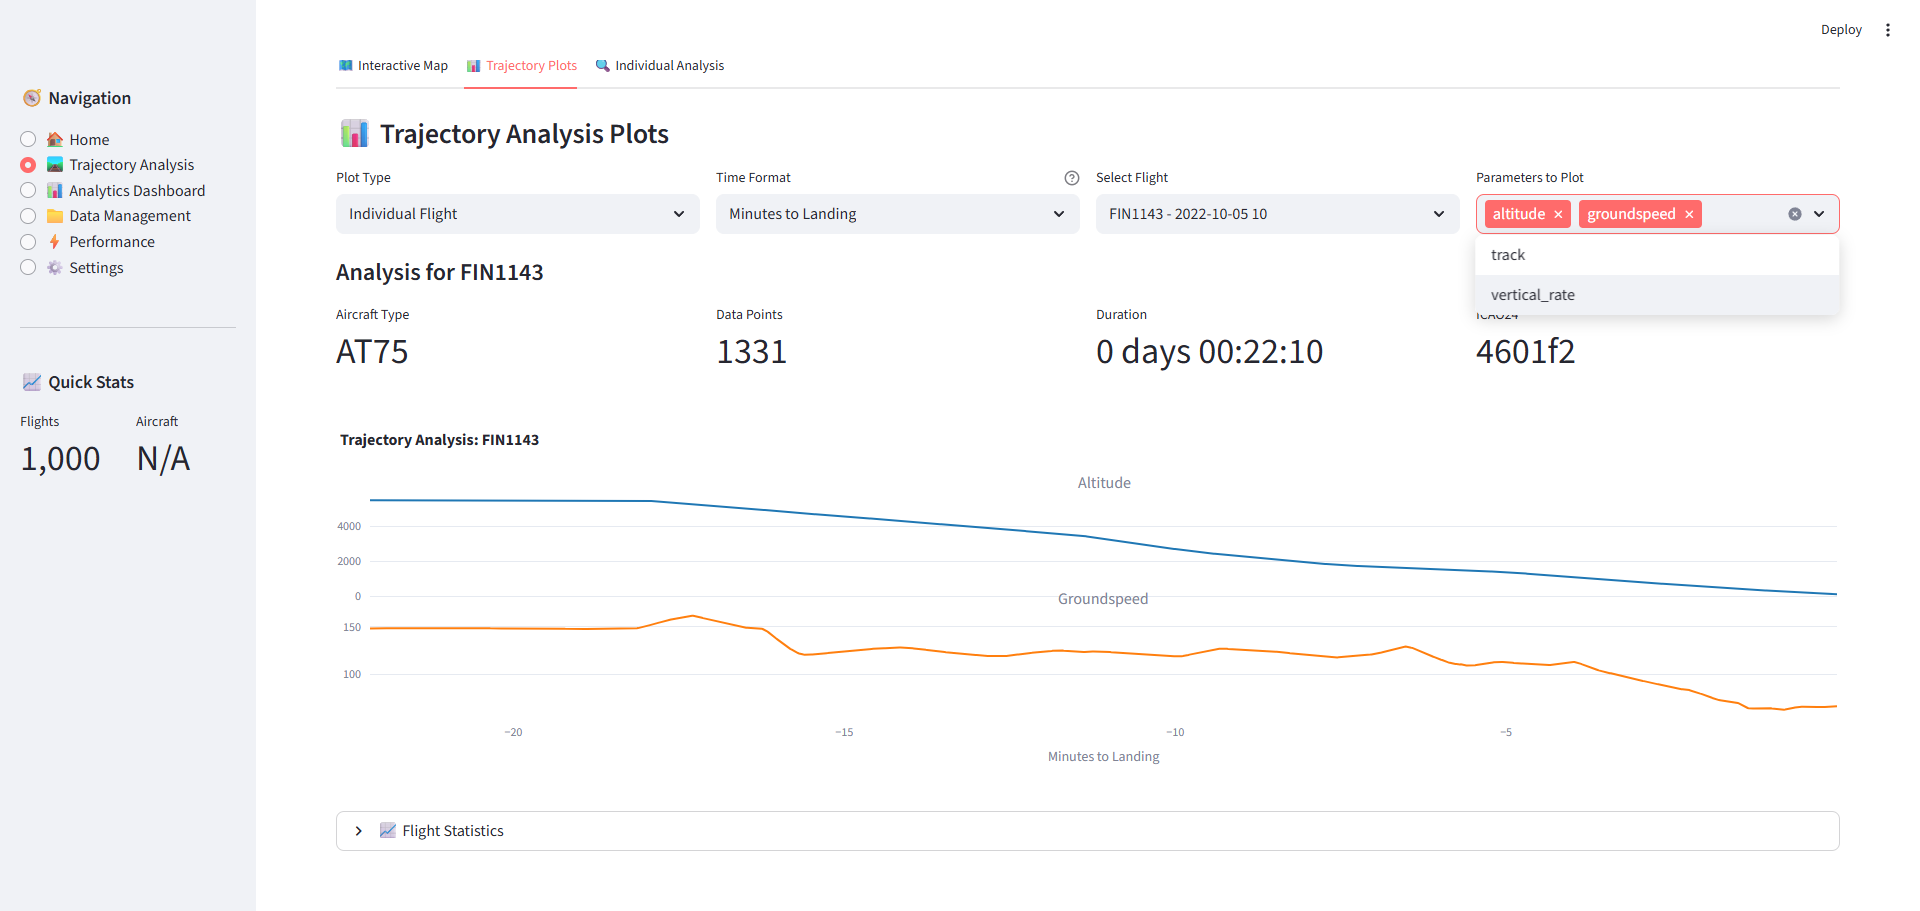 Deploy
Navigation
Home
Trajectory Analysis
Analytics Dashboard
Data Management
Performance
Settings
Quick Stats
Flights Aircraft
1,000 N/A
Interactive Map Trajectory Plots Individual Analysis
Trajectory Analysis Plots
Plot Type Time Format Select Flight Parameters to Plot
Individual Flight Minutes to Landing FIN1143 - 2022-10-05 10 altitude × groundspeed ×
track
vertical_rate
Analysis for FIN1143
Aircraft Type Data Points Duration ICAO24
AT75 1331 0 days 00:22:10 4601f2
Trajectory Analysis: FIN1143
Altitude
4000
2000
0
Groundspeed
150
100
−20 −15 −10 −5
Minutes to Landing
Flight Statistics